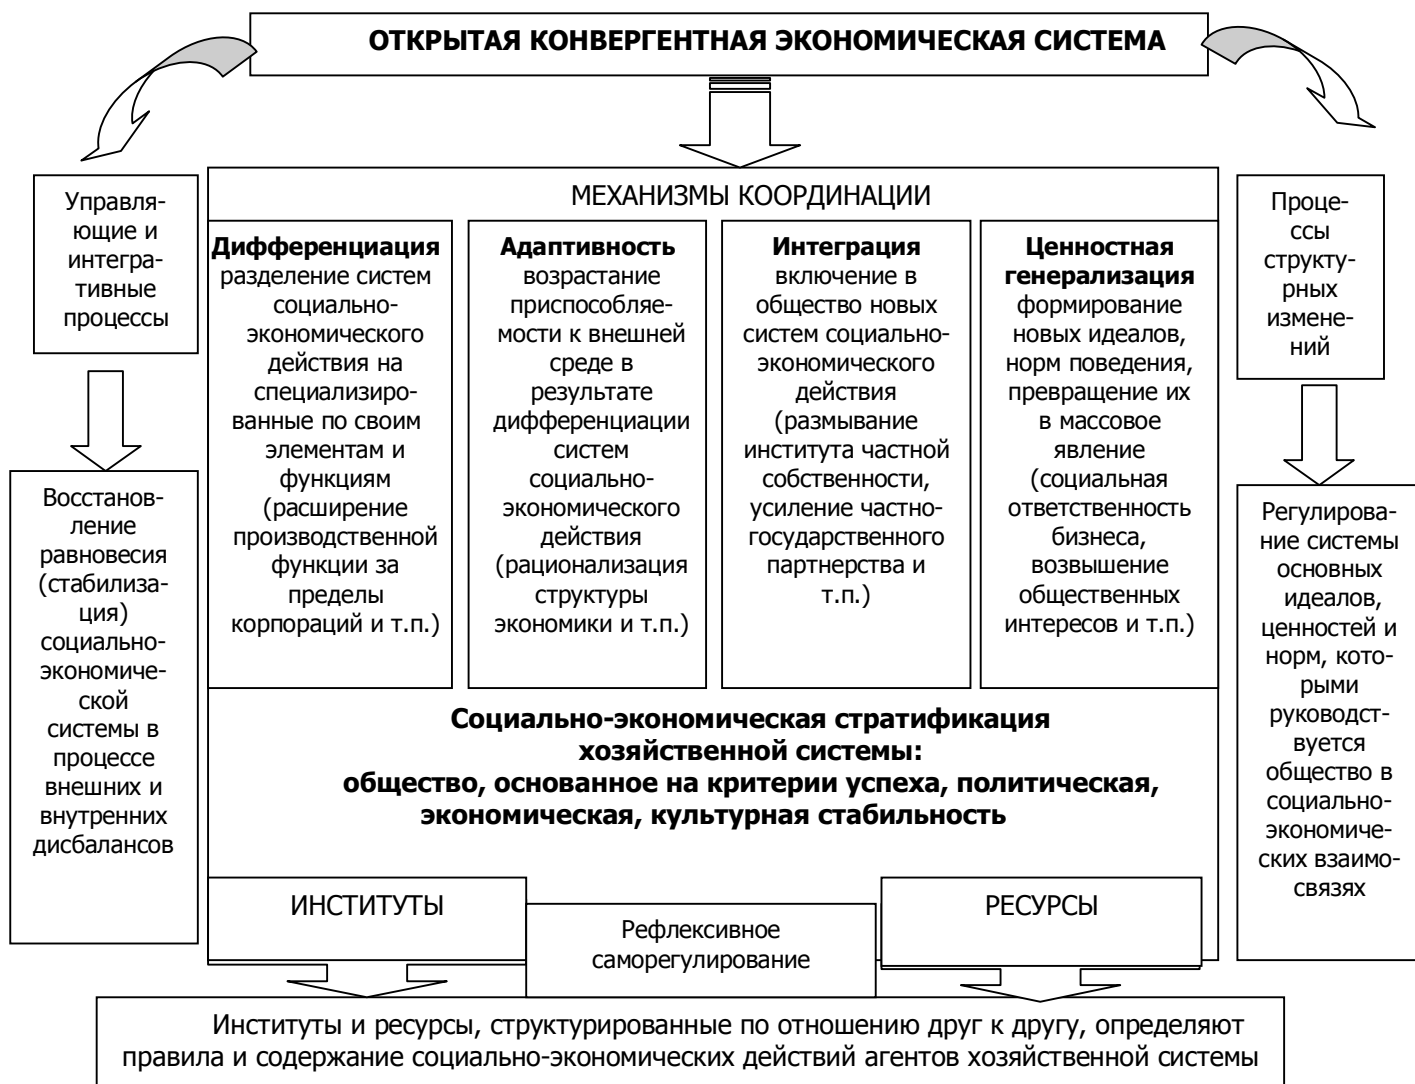 ОТКРЫТАЯ КОНВЕРГЕНТНАЯ ЭКОНОМИЧЕСКАЯ СИСТЕМА
Управля-
ющие и
интегра-
тивные
процессы
Восстанов-
ление
равновесия
(стабилиза-
ция)
социально-
экономиче-
ской
системы в
процессе
внешних и
внутренних
дисбалансов
МЕХАНИЗМЫ КООРДИНАЦИИ
Дифференциация
разделение систем
социально-
экономического
действия на
специализиро-
ванные по своим
элементам и
функциям
(расширение
производственной
функции за
пределы
корпораций и т.п.)
Адаптивность
возрастание
приспособляе-
мости к внешней
среде в
результате
дифференциации
систем
социально-
экономического
действия
(рационализация
структуры
экономики и т.п.)
Интеграция
включение в
общество новых
систем социально-
экономического
действия
(размывание
института частной
собственности,
усиление частно-
государственного
партнерства и
т.п.)
Ценностная
генерализация
формирование
новых идеалов,
норм поведения,
превращение их
в массовое
явление
(социальная
ответственность
бизнеса,
возвышение
общественных
интересов и т.п.)
Социально-экономическая стратификация
хозяйственной системы:
общество, основанное на критерии успеха, политическая,
экономическая, культурная стабильность
ИНСТИТУТЫ
Рефлексивное
саморегулирование
РЕСУРСЫ
Проце-
ссы
структу-
рных
измене-
ний
Регулирова-
ние системы
основных
идеалов,
ценностей и
норм, кото-
рыми
руководст-
вуется
общество в
социально-
экономиче-
ских взаимо-
связях
Институты и ресурсы, структурированные по отношению друг к другу, определяют
правила и содержание социально-экономических действий агентов хозяйственной системы